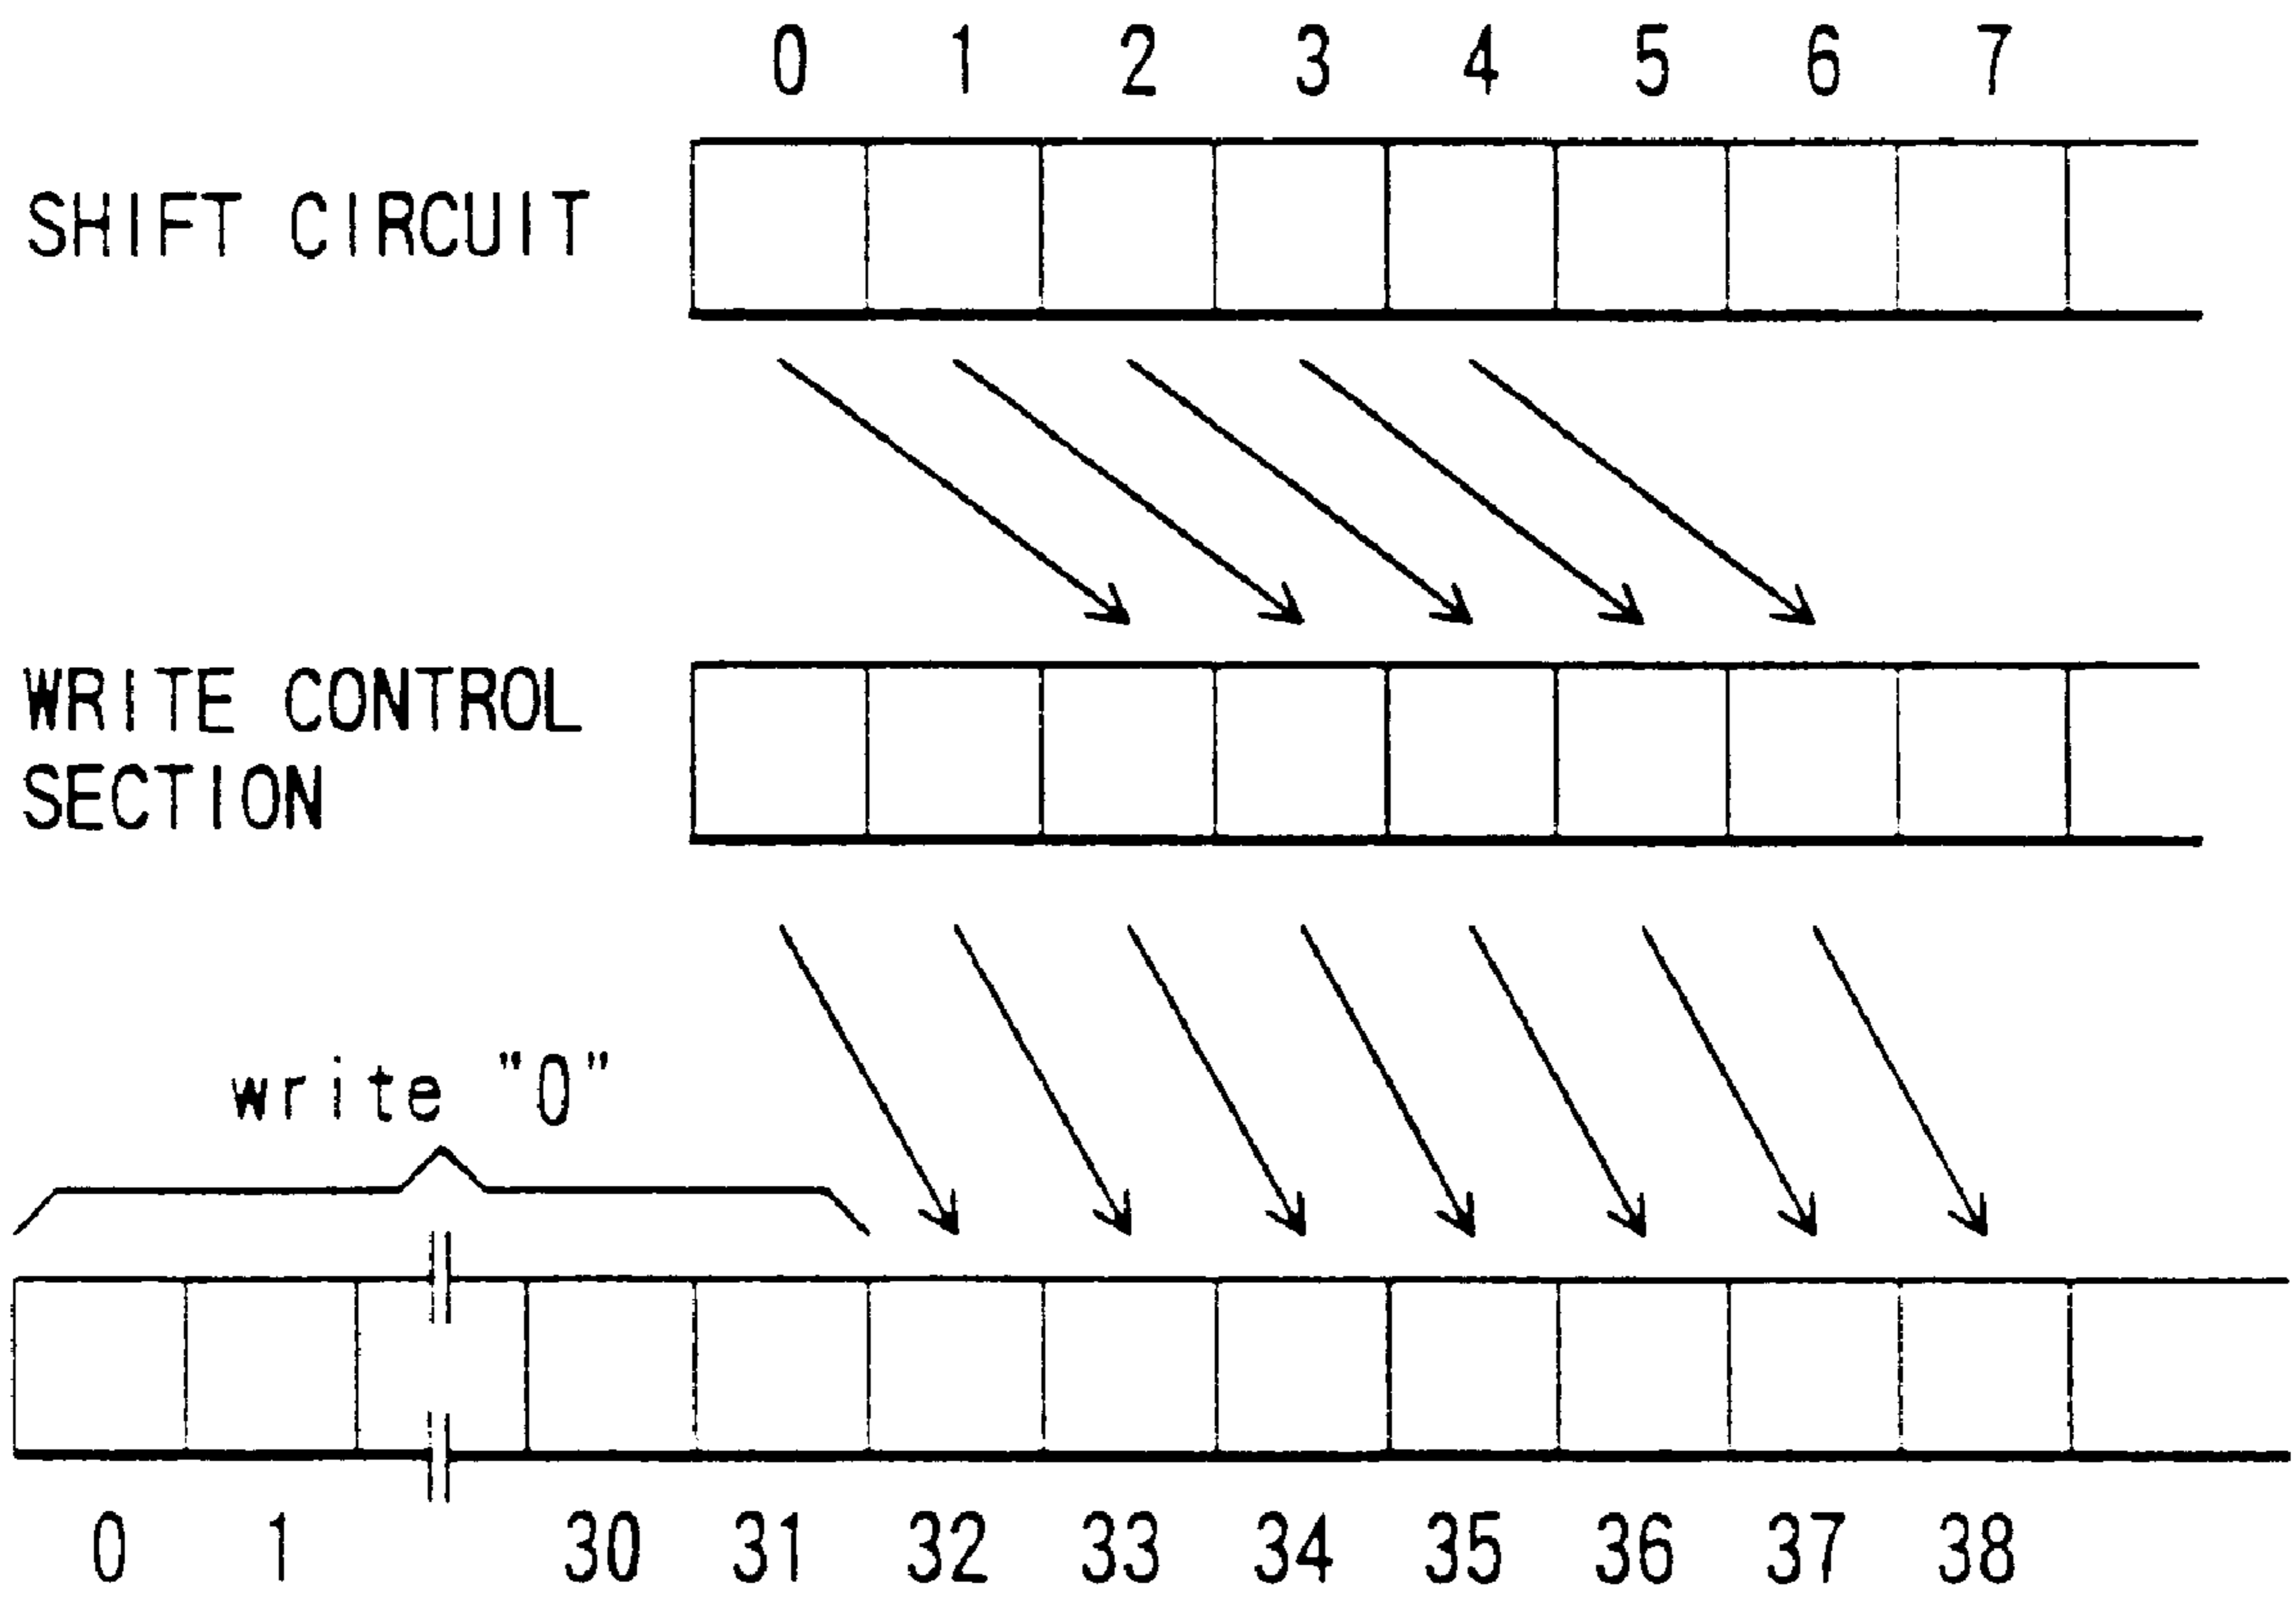 0 1 2 3 4 5 6 7
SHIFT CIRCUIT
WRITE CONTROL
SECTION
write "0"
0 1 30 31 32 33 34 35 36 37 38